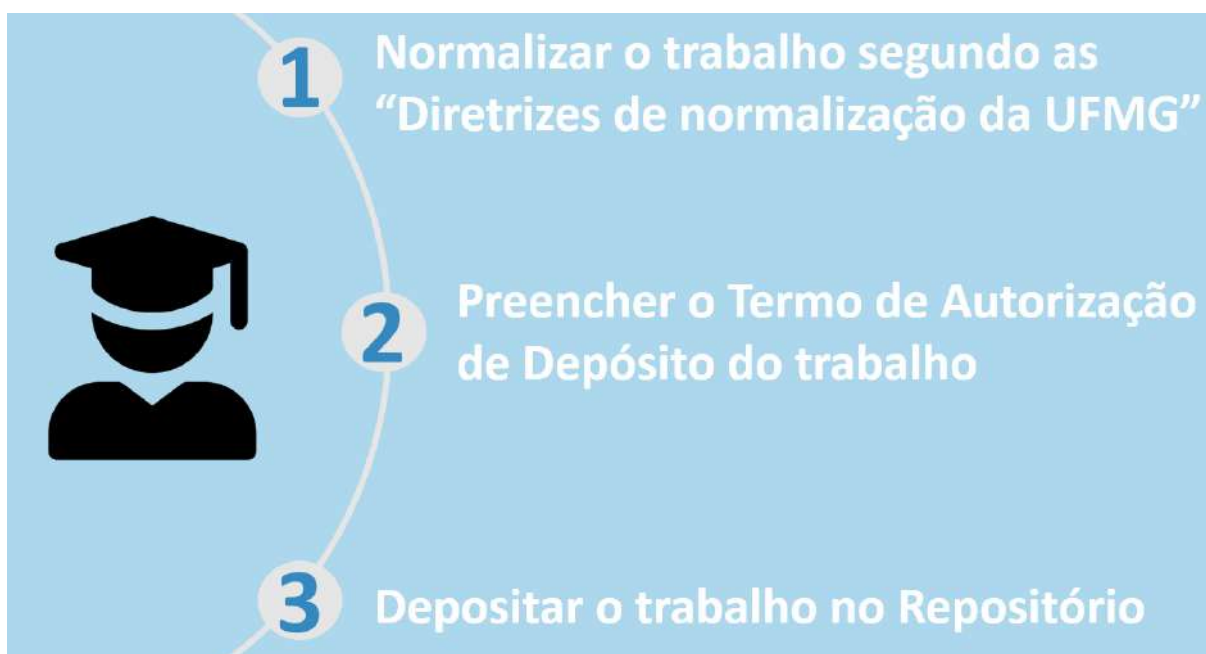 1
Normalizar o trabalho segundo as
“Diretrizes de normalização da UFMG”
2
Preencher o Termo de Autorização
de Depósito do trabalho
3
Depositar o trabalho no Repositório